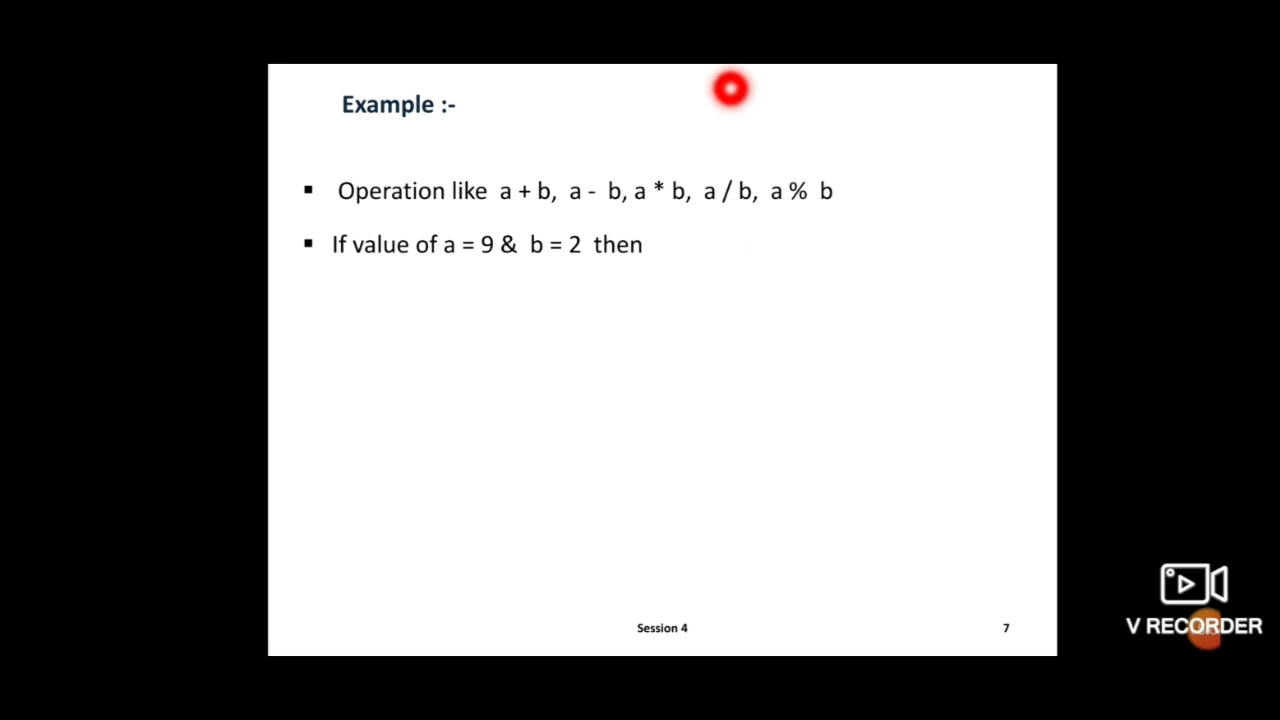 Example :-
▪ Operation like a + b, a - b, a * b, a / b, a % b
▪ If value of a = 9 & b = 2 then
Session 4
7
V RECORDER